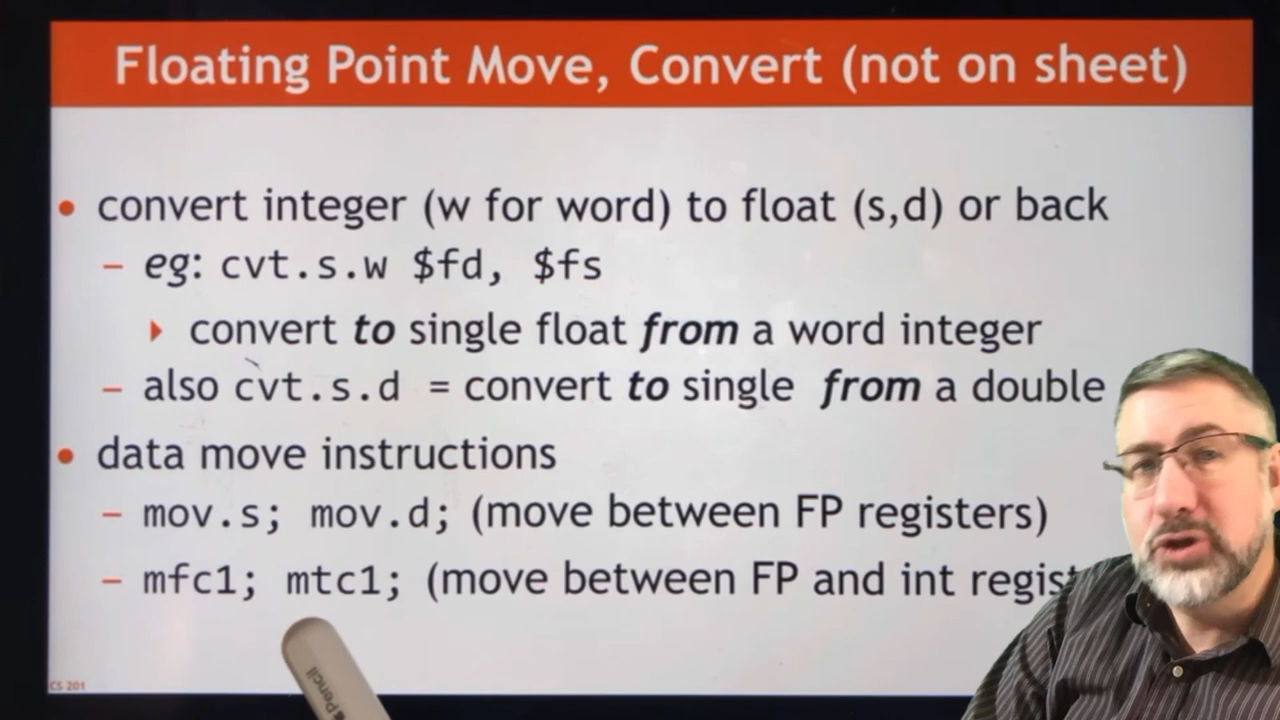 Floating Point Move, Convert (not on sheet)
• convert integer (w for word) to float (s,d) or back
– eg: cvt.s.w $fd, $fs
convert to single float from a word integer
– also cvt.s.d = convert to single from a double
• data move instructions
– mov.s; mov.d; (move between FP registers)
– mfc1; mtc1; (move between FP and int regist
CS 201
Pencil